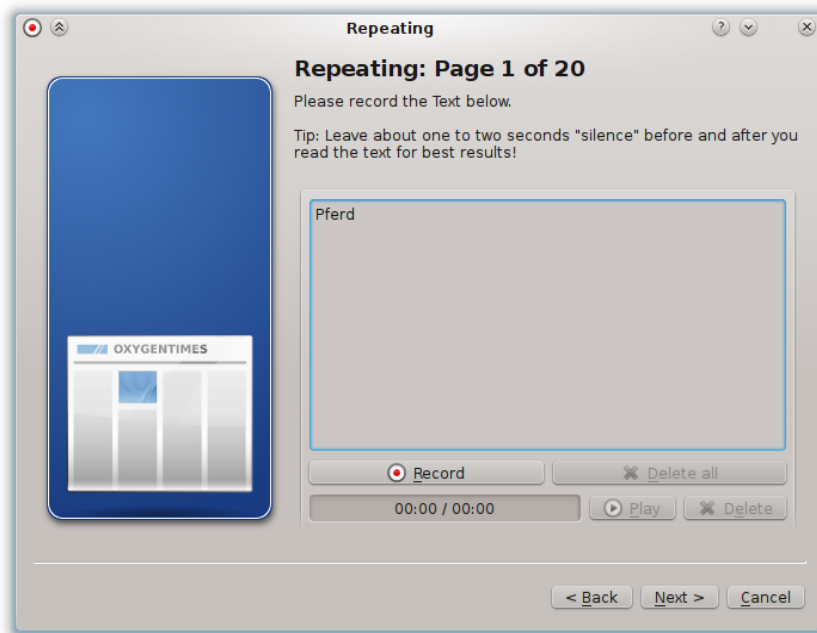 Repeating
Repeating: Page 1 of 20
Please record the Text below.
Tip: Leave about one to two seconds "silence" before and after you
read the text for best results!
Pferd
OXYGENTIMES
Record
Delete all
00:00 / 00:00
Play
Delete
< Back
Next >
Cancel